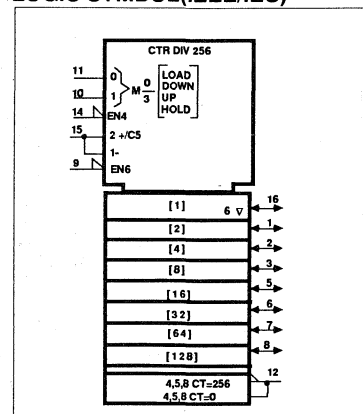 LOGIC SYMBOL(IEEE/IEC)
CTR DIV 256
11 0 M 0 LOAD
3 DOWN
10 1 UP
14 EN4 HOLD
15 2 +/C5
1-
9 EN6
[1] 6 ▽ 16
[2] 1
[4] 2
[8] 3
[16] 5
[32] 6
[64] 7
[128] 8
12
4,5,8 CT=256
4,5,8 CT=0